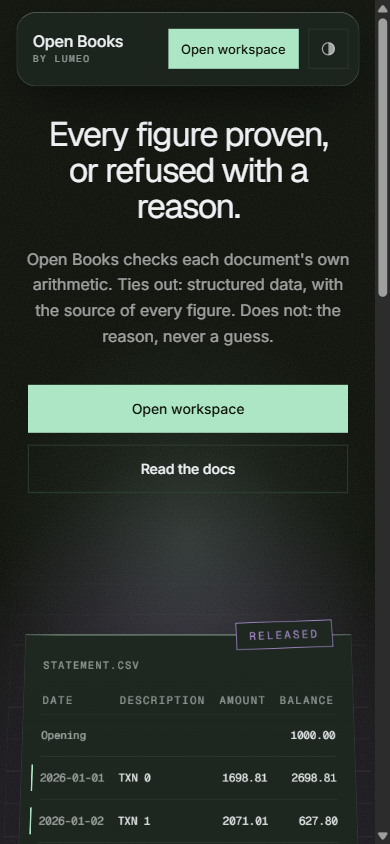 Open Books
BY LUMEO
Open workspace
Every figure proven,
or refused with a
reason.
Open Books checks each document's own
arithmetic. Ties out: structured data, with
the source of every figure. Does not: the
reason, never a guess.
Open workspace
Read the docs
RELEASED
STATEMENT.CSV
DATE DESCRIPTION AMOUNT BALANCE
Opening 1000.00
2026-01-01 TXN 0 1698.81 2698.81
2026-01-02 TXN 1 2071.01 627.80